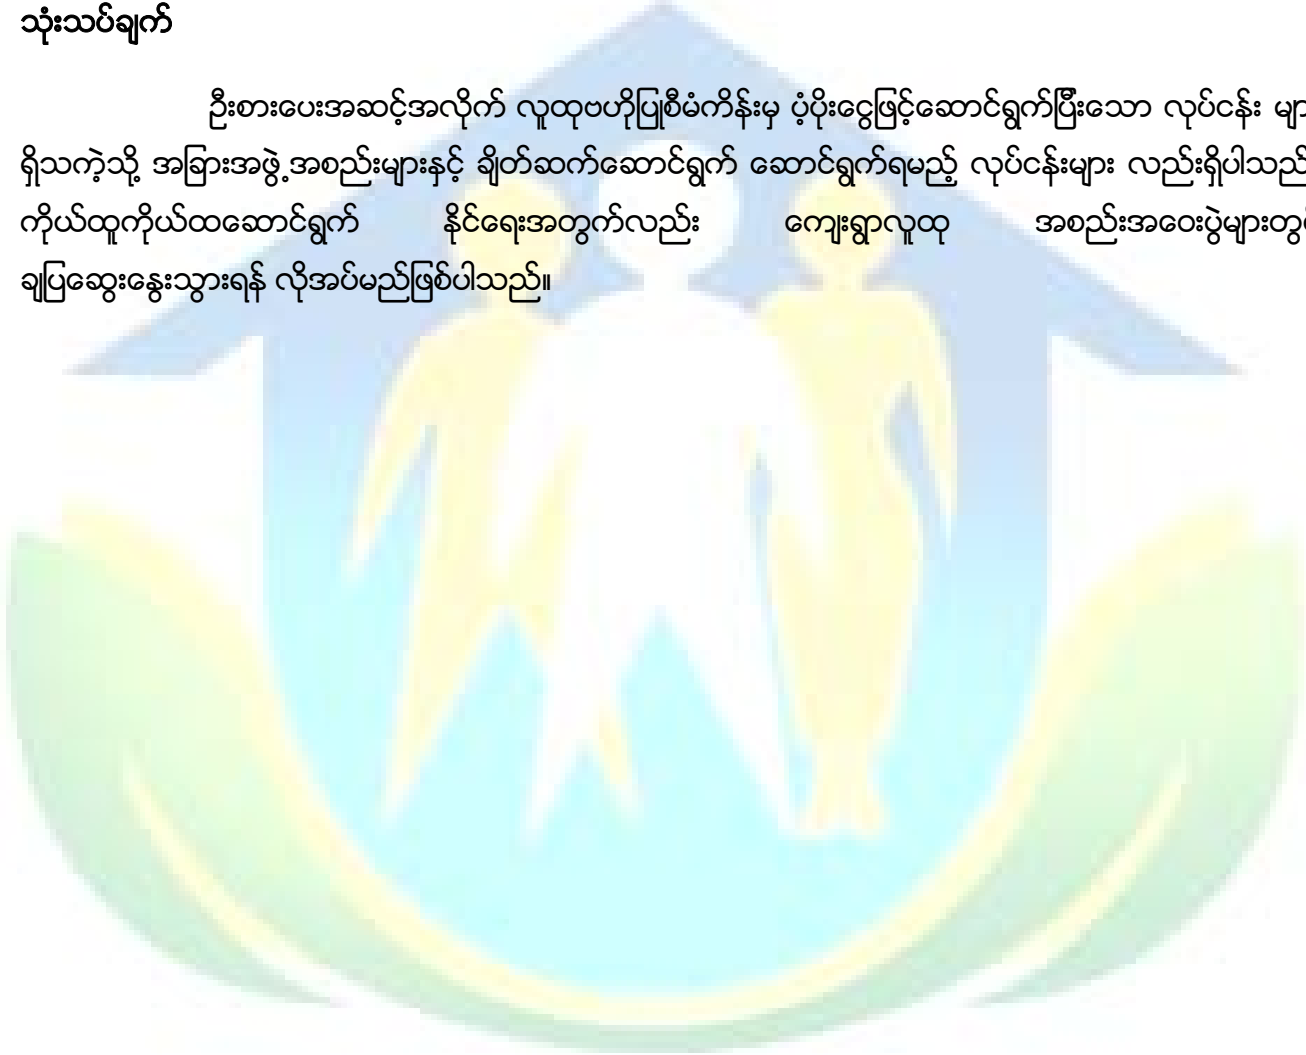 သုံးသပ်ချက်
ဦးစားပေးအဆင့်အလိုက် လူထုဗဟိုပြုစီမံကိန်းမှ ပံ့ပိုးငွေဖြင့်ဆောင်ရွက်ပြီးသော လုပ်ငန်း
ရှိသကဲ့သို့ အခြားအဖွဲ့အစည်းများနှင့် ချိတ်ဆက်ဆောင်ရွက် ဆောင်ရွက်ရမည့် လုပ်ငန်းများ လည်းရှိပါသည်
ကိုယ်ထူကိုယ်ထဆောင်ရွက် နိုင်ရေးအတွက်လည်း ကျေးရွာလူထု အစည်းအဝေးပွဲများတွင်
ချပြဆွေးနွေးသွားရန် လိုအပ်မည်ဖြစ်ပါသည်။